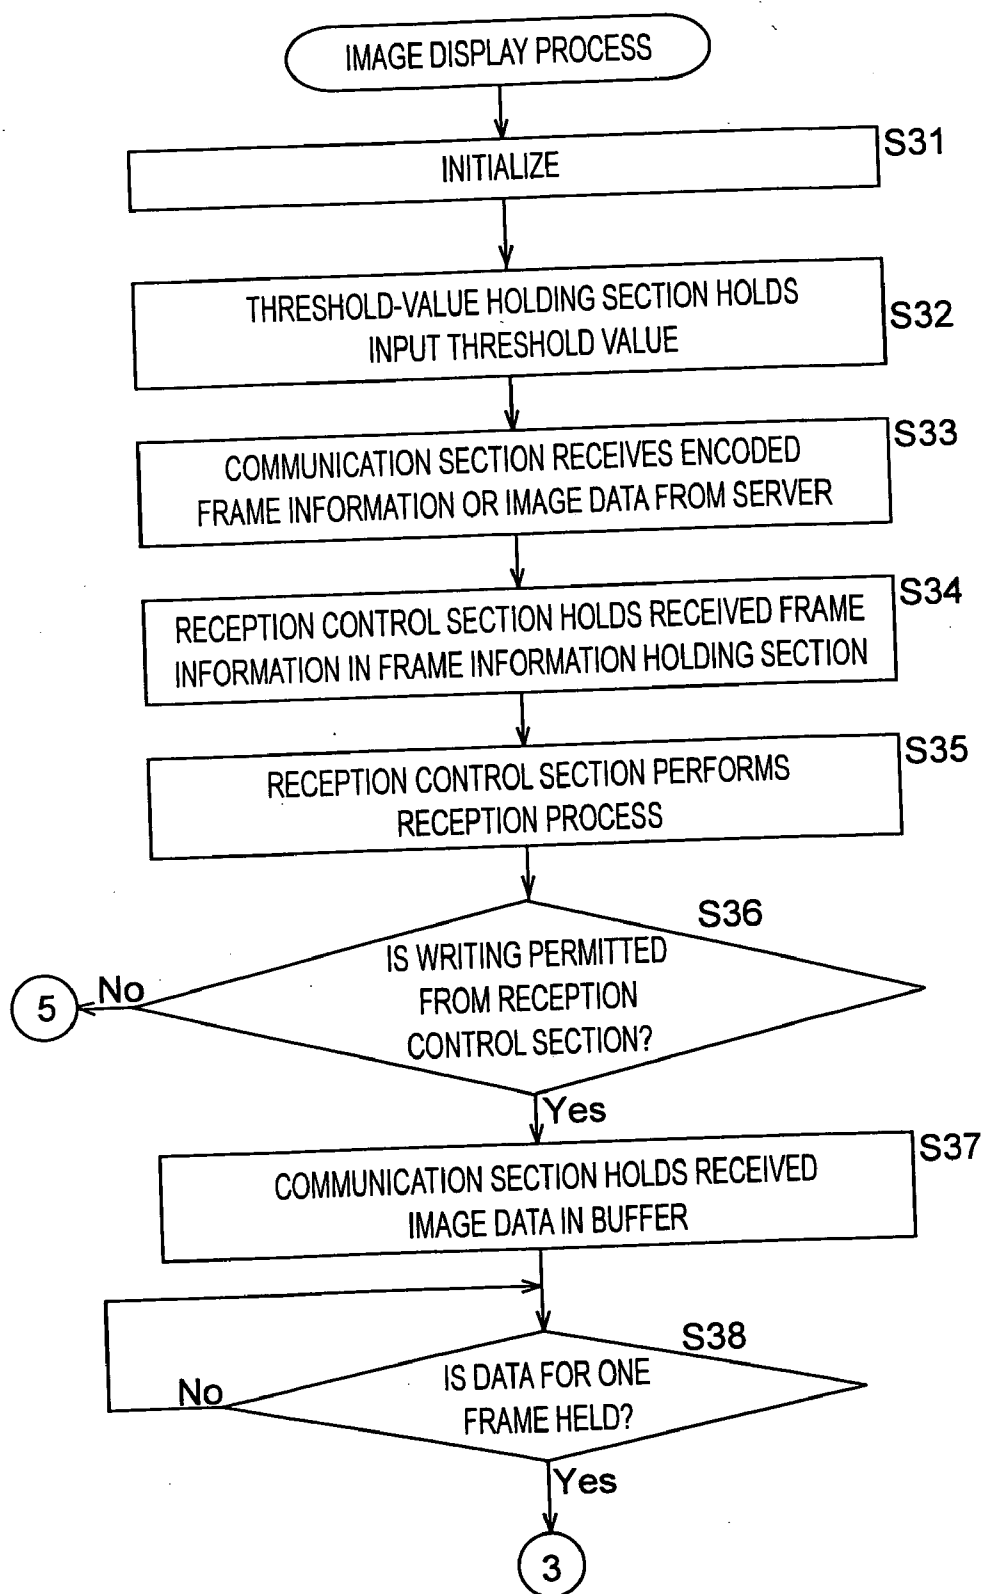 IMAGE DISPLAY PROCESS
S31
INITIALIZE
S32
THRESHOLD-VALUE HOLDING SECTION HOLDS
INPUT THRESHOLD VALUE
S33
COMMUNICATION SECTION RECEIVES ENCODED
FRAME INFORMATION OR IMAGE DATA FROM SERVER
S34
RECEPTION CONTROL SECTION HOLDS RECEIVED FRAME
INFORMATION IN FRAME INFORMATION HOLDING SECTION
S35
RECEPTION CONTROL SECTION PERFORMS
RECEPTION PROCESS
S36
IS WRITING PERMITTED
FROM RECEPTION
CONTROL SECTION?
No
5
Yes
S37
COMMUNICATION SECTION HOLDS RECEIVED
IMAGE DATA IN BUFFER
S38
IS DATA FOR ONE
FRAME HELD?
No
Yes
3